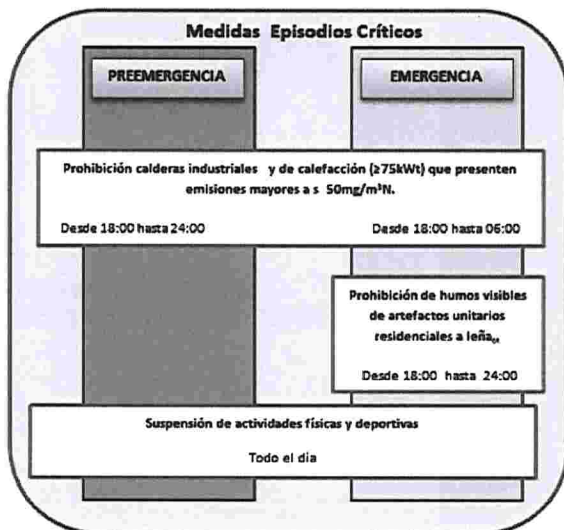 Medidas Episodios Críticos
PREEMERGENCIA
EMERGENCIA
Prohibición calderas industriales y de calefacción (≥75kWt) que presenten
emisiones mayores a s 50mg/m³N.
Desde 18:00 hasta 24:00
Desde 18:00 hasta 06:00
Prohibición de humos visibles
de artefactos unitarios
residenciales a leña
Desde 18:00 hasta 24:00
Suspensión de actividades físicas y deportivas
Todo el día